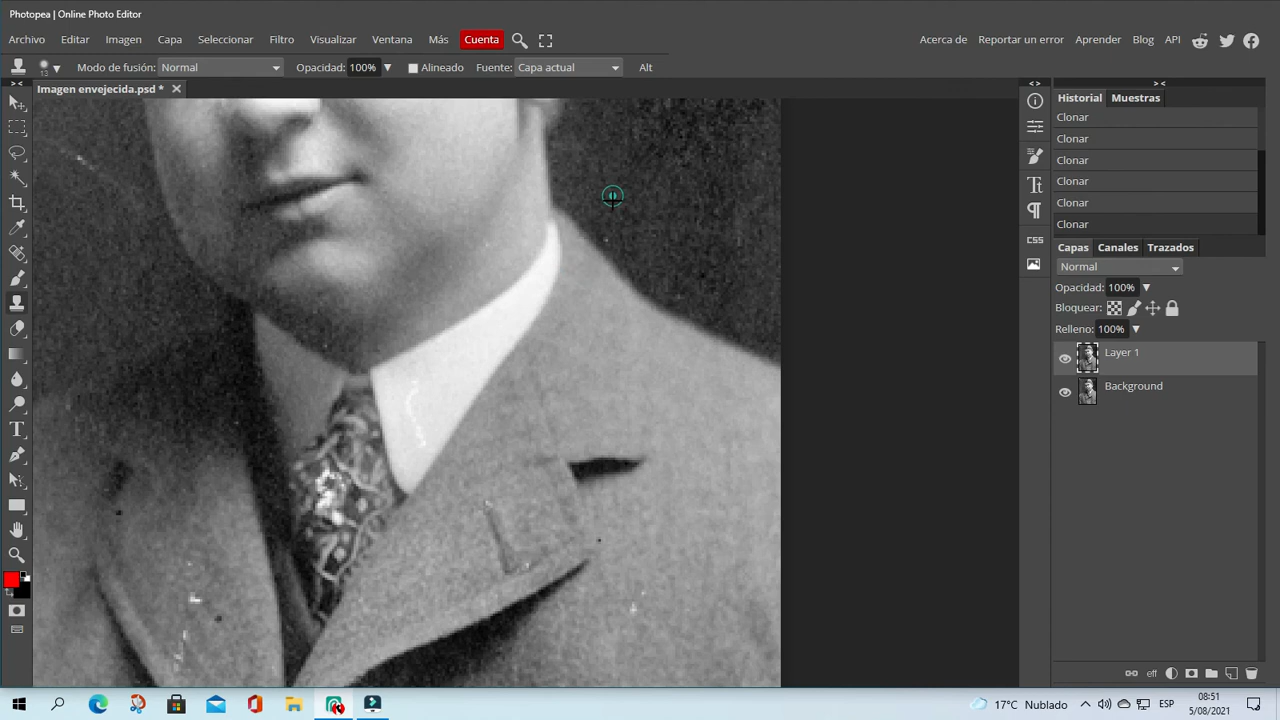 Photopea | Online Photo Editor
Archivo Editar Imagen Capa Seleccionar Filtro Visualizar Ventana Más Cuenta Acerca de Reportar un error Aprender Blog API
13 Modo de fusión: Normal Opacidad: 100% Alineado Fuente: Capa actual Alt
Imagen envejecida.psd *
Historial Muestras
Clonar
Clonar
Clonar
Clonar
Clonar
Clonar
CSS
Capas Canales Trazados
Normal
Opacidad: 100%
Bloquear:
Relleno: 100%
Layer 1
Background
eff
17°C Nublado ESP 08:51
5/08/2021